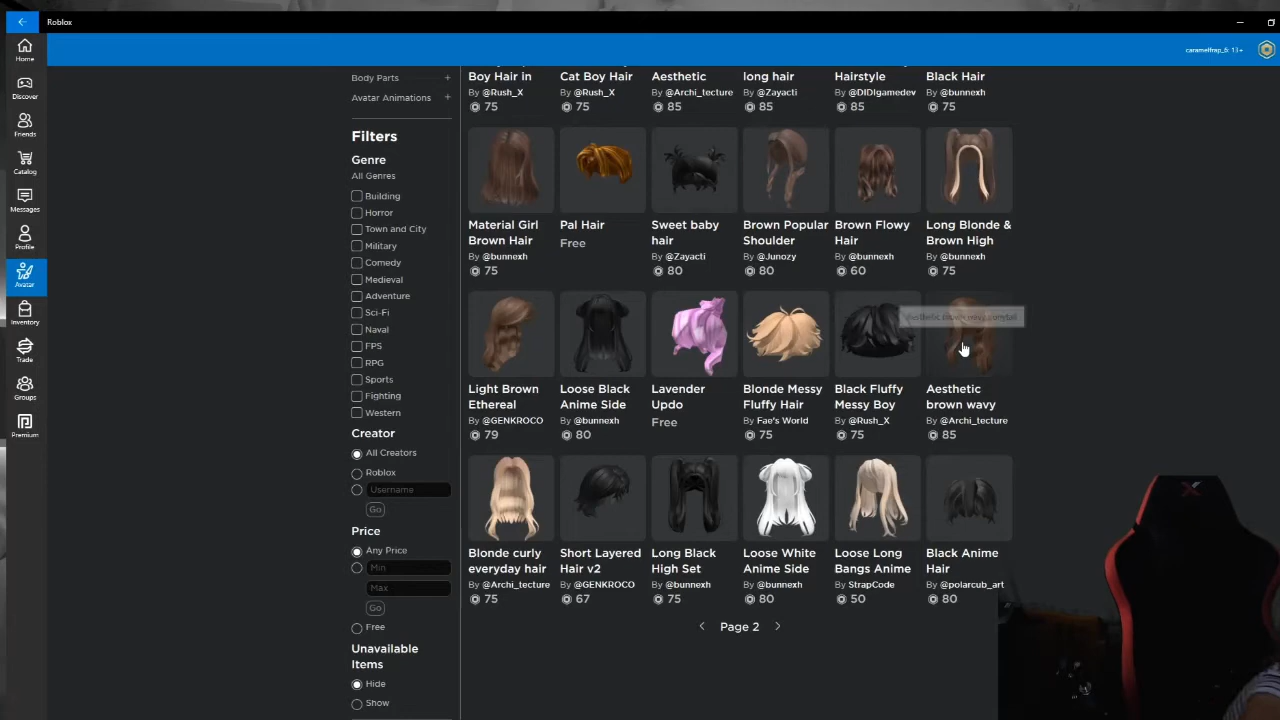 Roblox
caramelfrap_6: 13+
Home
Discover
Friends
Catalog
Messages
Profile
Avatar
Inventory
Trade
Groups
Premium
Body Parts +
Avatar Animations +
Filters
Genre
All Genres
Building
Horror
Town and City
Military
Comedy
Medieval
Adventure
Sci-Fi
Naval
FPS
RPG
Sports
Fighting
Western
Creator
All Creators
Roblox
Username
Go
Price
Any Price
Min
Max
Go
Free
Unavailable
Items
Hide
Show
Boy Hair in
By @Rush_X
75
Cat Boy Hair
By @Rush_X
75
Aesthetic
By @Archi_tecture
85
long hair
By @Zayacti
85
Hairstyle
By @DIDIgamedev
85
Black Hair
By @bunnexh
75
Material Girl
Brown Hair
By @bunnexh
75
Pal Hair
Free
Sweet baby
hair
By @Zayacti
80
Brown Popular
Shoulder
By @Junozy
80
Brown Flowy
Hair
By @bunnexh
60
Long Blonde &
Brown High
By @bunnexh
75
Light Brown
Ethereal
By @GENKROCO
79
Loose Black
Anime Side
By @bunnexh
80
Lavender
Updo
Free
Blonde Messy
Fluffy Hair
By Fae's World
75
Black Fluffy
Messy Boy
By @Rush_X
75
Aesthetic brown wavy ponytail
Aesthetic
brown wavy
By @Archi_tecture
85
Blonde curly
everyday hair
By @Archi_tecture
75
Short Layered
Hair v2
By @GENKROCO
67
Long Black
High Set
By @bunnexh
75
Loose White
Anime Side
By @bunnexh
80
Loose Long
Bangs Anime
By StrapCode
50
Black Anime
Hair
By @polarcub_art
80
Page 2